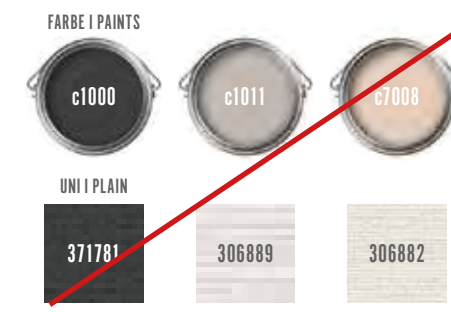 FARBE I PAINTS
c1000 c1011 c7008
UNI I PLAIN
371781 306889 306882